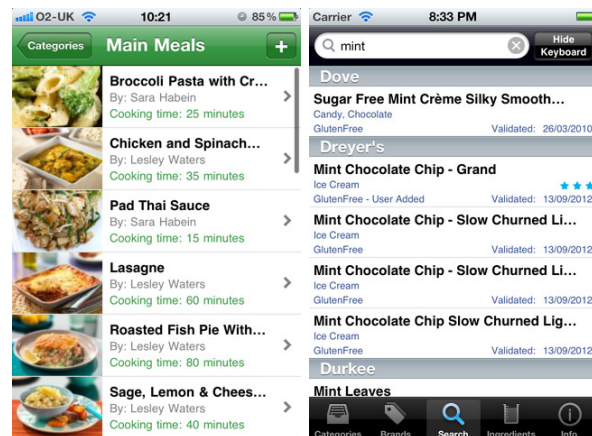 O2-UK 10:21 85%
Categories Main Meals +
Broccoli Pasta with Cr...
By: Sara Habein
Cooking time: 25 minutes
Chicken and Spinach...
By: Lesley Waters
Cooking time: 35 minutes
Pad Thai Sauce
By: Sara Habein
Cooking time: 15 minutes
Lasagne
By: Lesley Waters
Cooking time: 60 minutes
Roasted Fish Pie With...
By: Lesley Waters
Cooking time: 80 minutes
Sage, Lemon & Chees...
By: Lesley Waters
Cooking time: 40 minutes
Carrier 8:33 PM
mint
Hide
Keyboard
Dove
Sugar Free Mint Crème Silky Smooth...
Candy, Chocolate
GlutenFree Validated: 26/03/2010
Dreyer's
Mint Chocolate Chip - Grand
Ice Cream
GlutenFree - User Added Validated: 13/09/2012
Mint Chocolate Chip - Slow Churned Li...
Ice Cream
GlutenFree Validated: 13/09/2012
Mint Chocolate Chip - Slow Churned Li...
Ice Cream
GlutenFree Validated: 13/09/2012
Mint Chocolate Chip Slow Churned Lig...
Ice Cream
GlutenFree Validated: 13/09/2012
Durkee
Mint Leaves
Categories Brands Search Ingredients Info